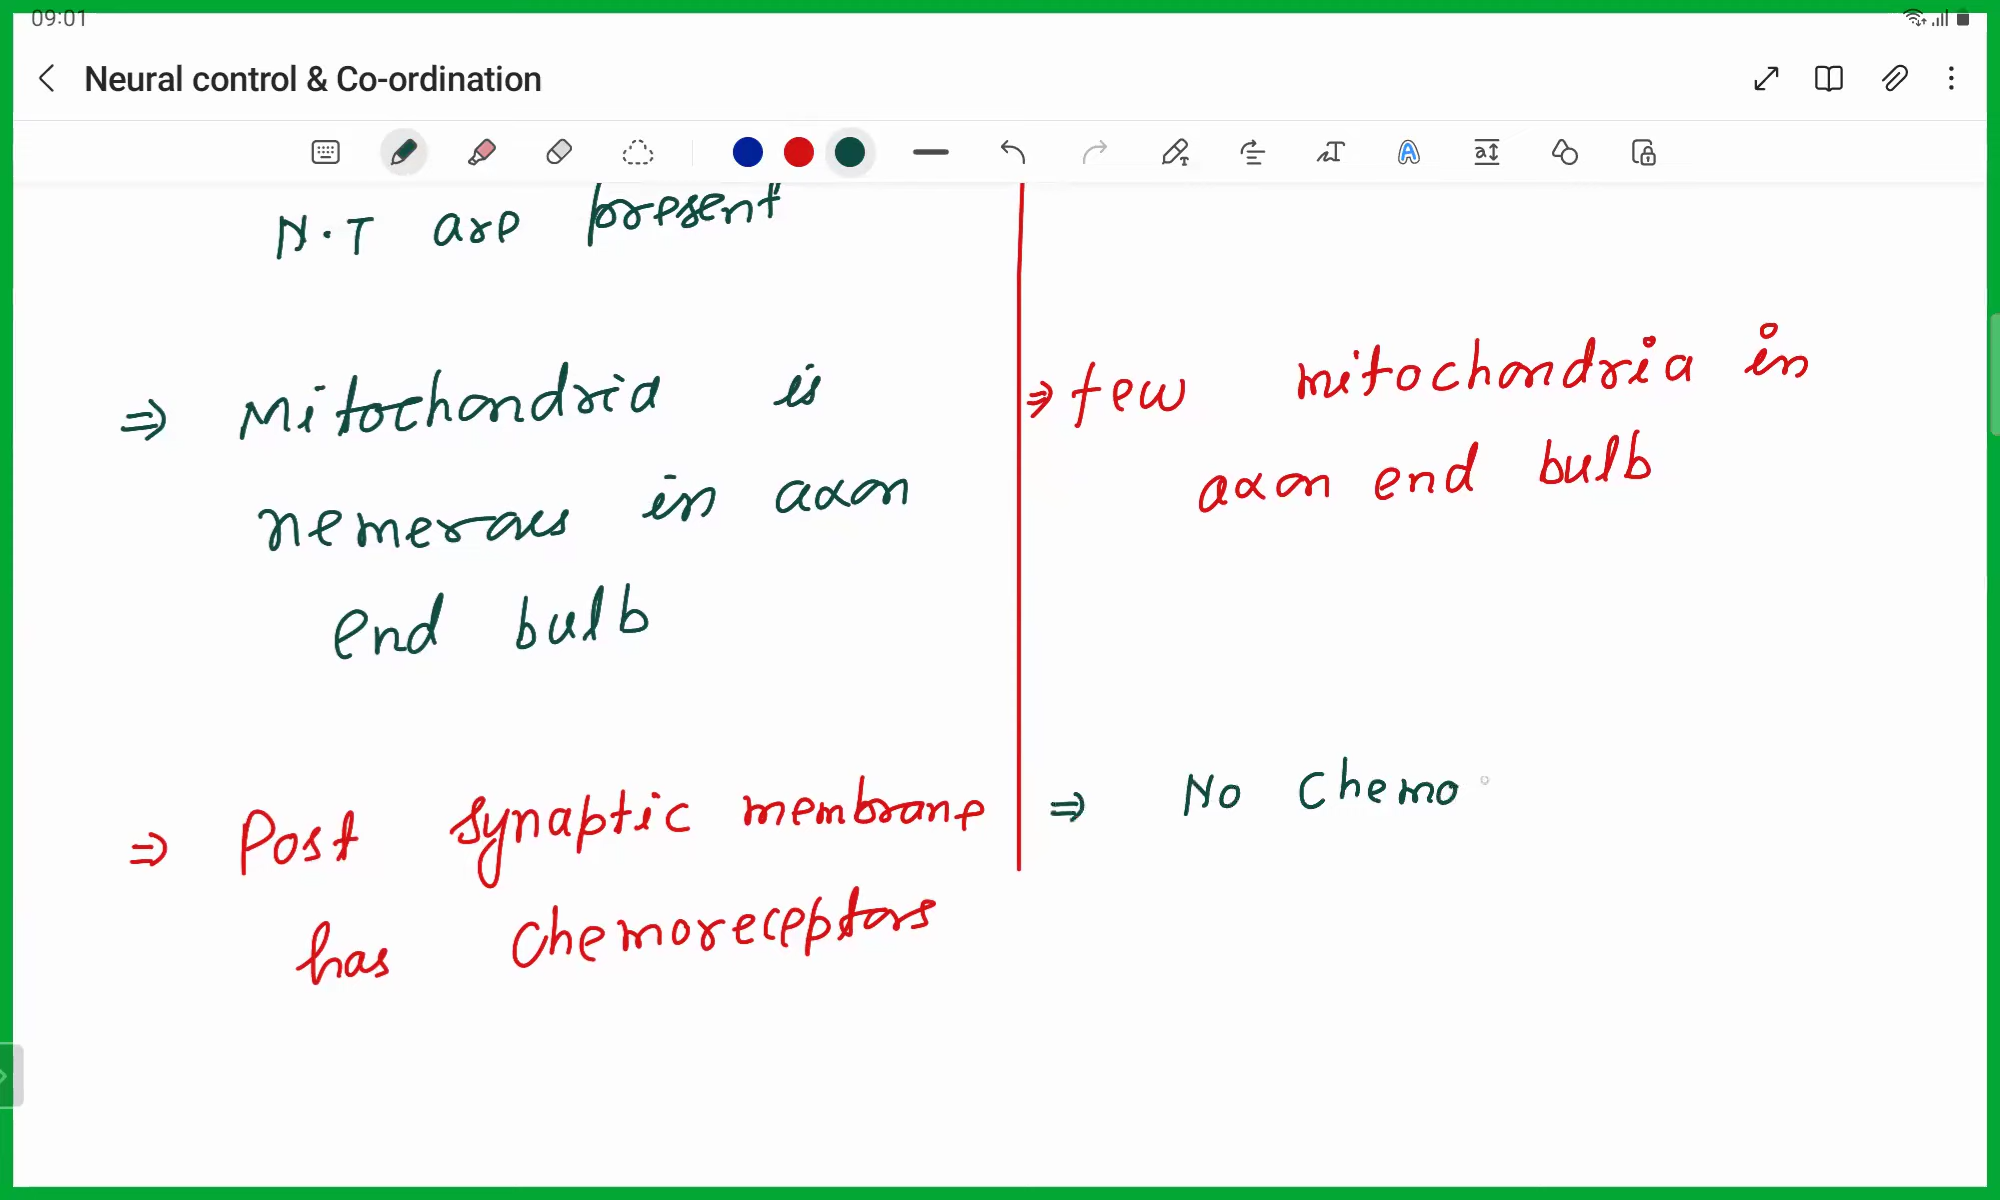 09:01
Neural control & Co-ordination
N.T are present
⇒ Mitochondria is
nemeraus in axon
end bulb
⇒ Post synaptic membrane
has Chemoreceptors
⇒ few mitochondria in
axon end bulb
⇒ No Chemo